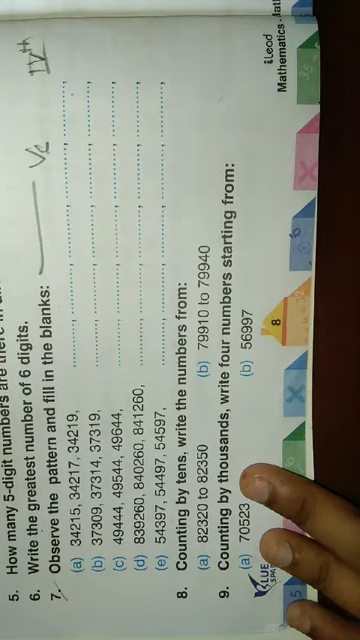 5. How many 5-digit numbers are there in
6. Write the greatest number of 6 digits.
7. Observe the pattern and fill in the blanks:
(a) 34215, 34217, 34219, ............, ............, ............, ............, ............,
(b) 37309, 37314, 37319, ............, ............, ............, ............, ............,
(c) 49444, 49544, 49644, ............, ............, ............, ............, ............,
(d) 839260, 840260, 841260, ............, ............, ............, ............, ............,
(e) 54397, 54497, 54597, ............, ............, ............, ............, ............,
8. Counting by tens, write the numbers from:
(a) 82320 to 82350 (b) 79910 to 79940
9. Counting by thousands, write four numbers starting from:
(a) 70523 (b) 56997
BLUE
8
iLead
Mathematics